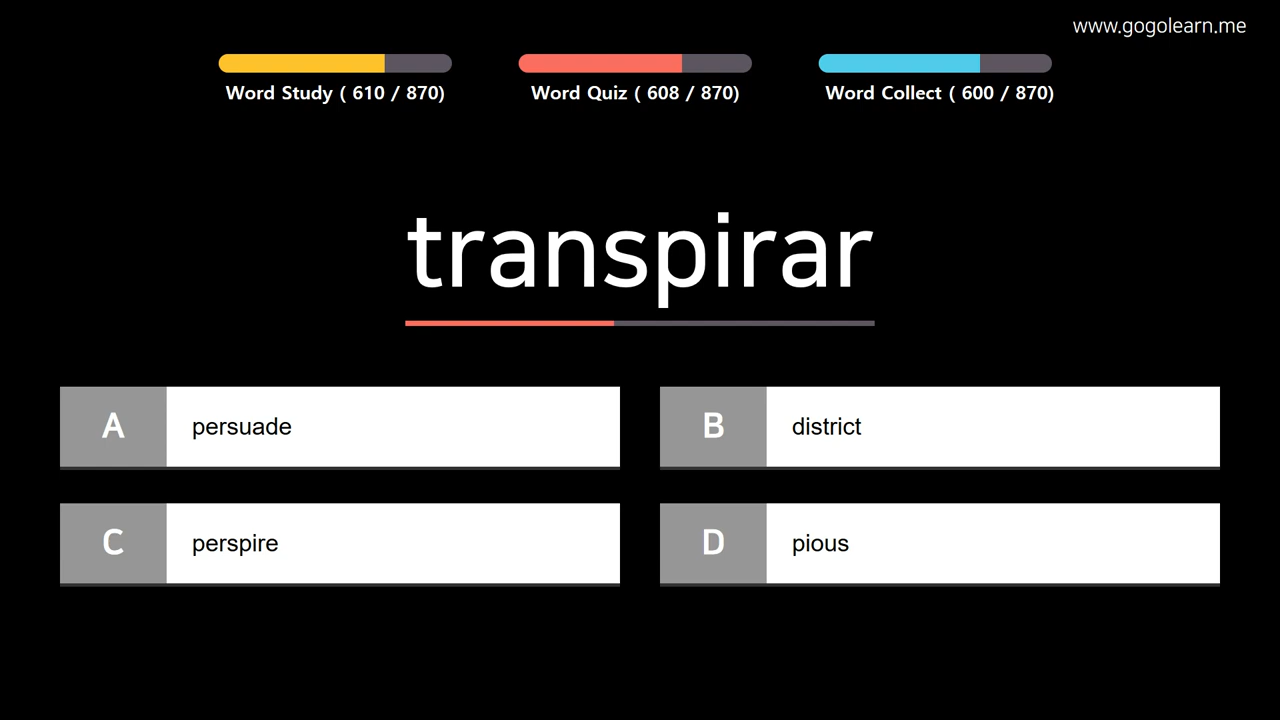 www.gogolearn.me
Word Study ( 610 / 870)
Word Quiz ( 608 / 870)
Word Collect ( 600 / 870)
transpirar
A persuade
B district
C perspire
D pious